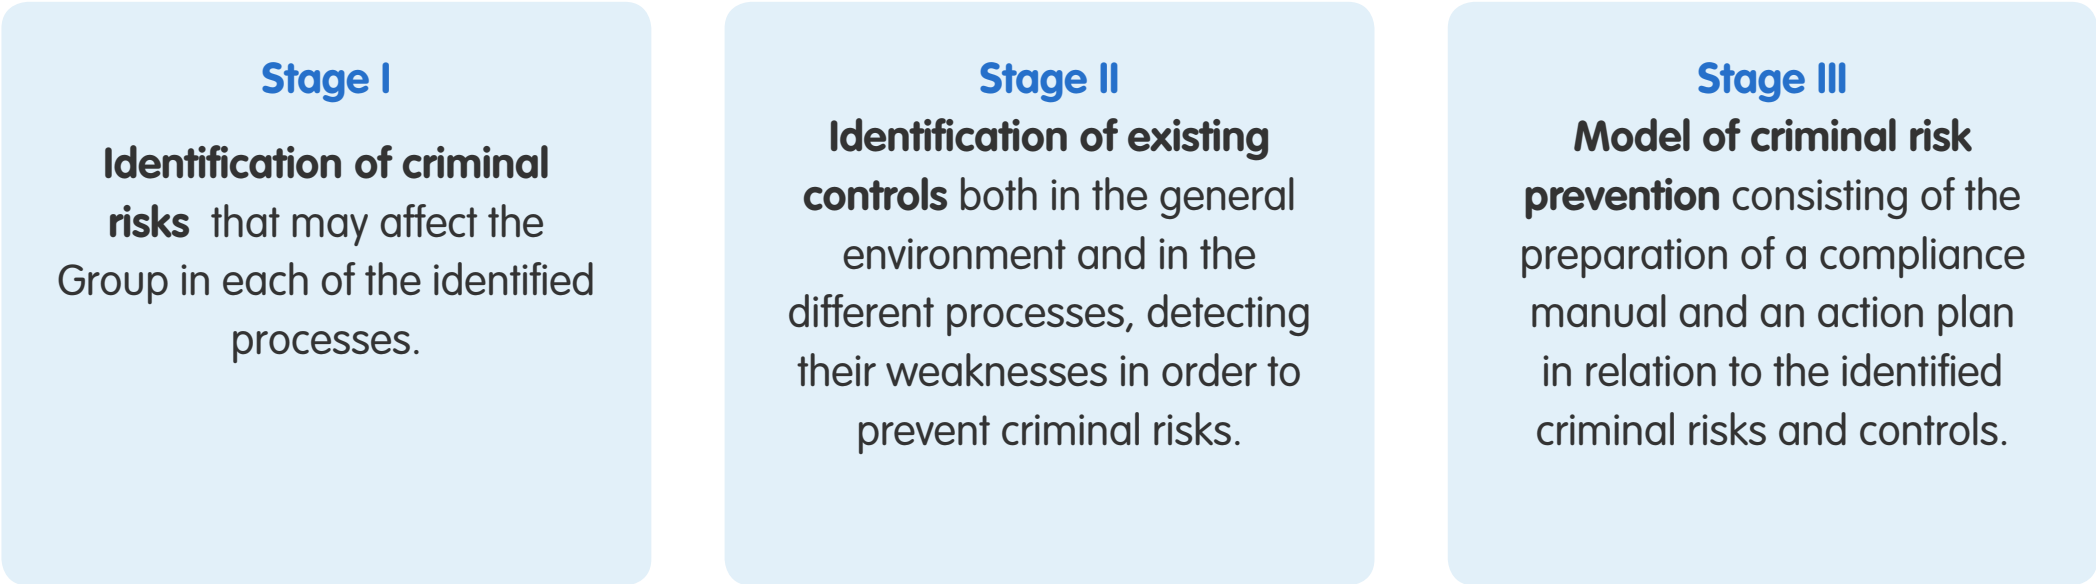 Stage I
Identification of criminal
risks that may affect the
Group in each of the identified
processes.
Stage II
Identification of existing
controls both in the general
environment and in the
different processes, detecting
their weaknesses in order to
prevent criminal risks.
Stage III
Model of criminal risk
prevention consisting of the
preparation of a compliance
manual and an action plan
in relation to the identified
criminal risks and controls.